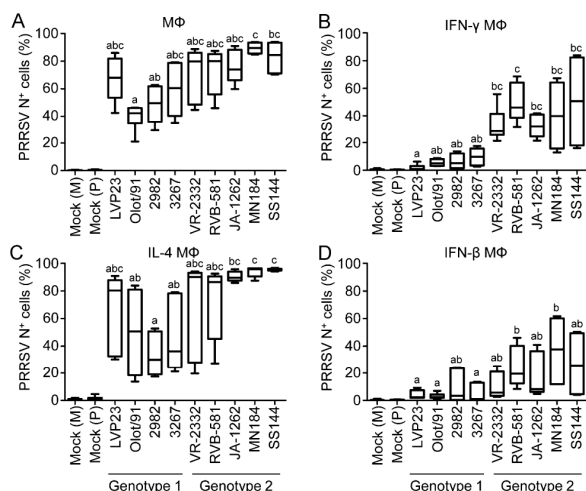 A MΦ
PRRSV N⁺ cells (%)
100
80
60
40
20
0
abc
a
ab
abc
abc
abc
abc
c
bc
Mock (M)
Mock (P)
LVP23
Olot/91
2982
3267
VR-2332
RVB-581
JA-1262
MN184
SS144
B IFN-γ MΦ
PRRSV N⁺ cells (%)
100
80
60
40
20
0
a
ab
ab
ab
bc
c
bc
bc
bc
Mock (M)
Mock (P)
LVP23
Olot/91
2982
3267
VR-2332
RVB-581
JA-1262
MN184
SS144
C IL-4 MΦ
PRRSV N⁺ cells (%)
100
80
60
40
20
0
abc
ab
a
ab
abc
abc
bc
c
c
Mock (M)
Mock (P)
LVP23
Olot/91
2982
3267
VR-2332
RVB-581
JA-1262
MN184
SS144
Genotype 1
Genotype 2
D IFN-β MΦ
PRRSV N⁺ cells (%)
100
80
60
40
20
0
a
a
ab
a
ab
b
ab
b
ab
Mock (M)
Mock (P)
LVP23
Olot/91
2982
3267
VR-2332
RVB-581
JA-1262
MN184
SS144
Genotype 1
Genotype 2